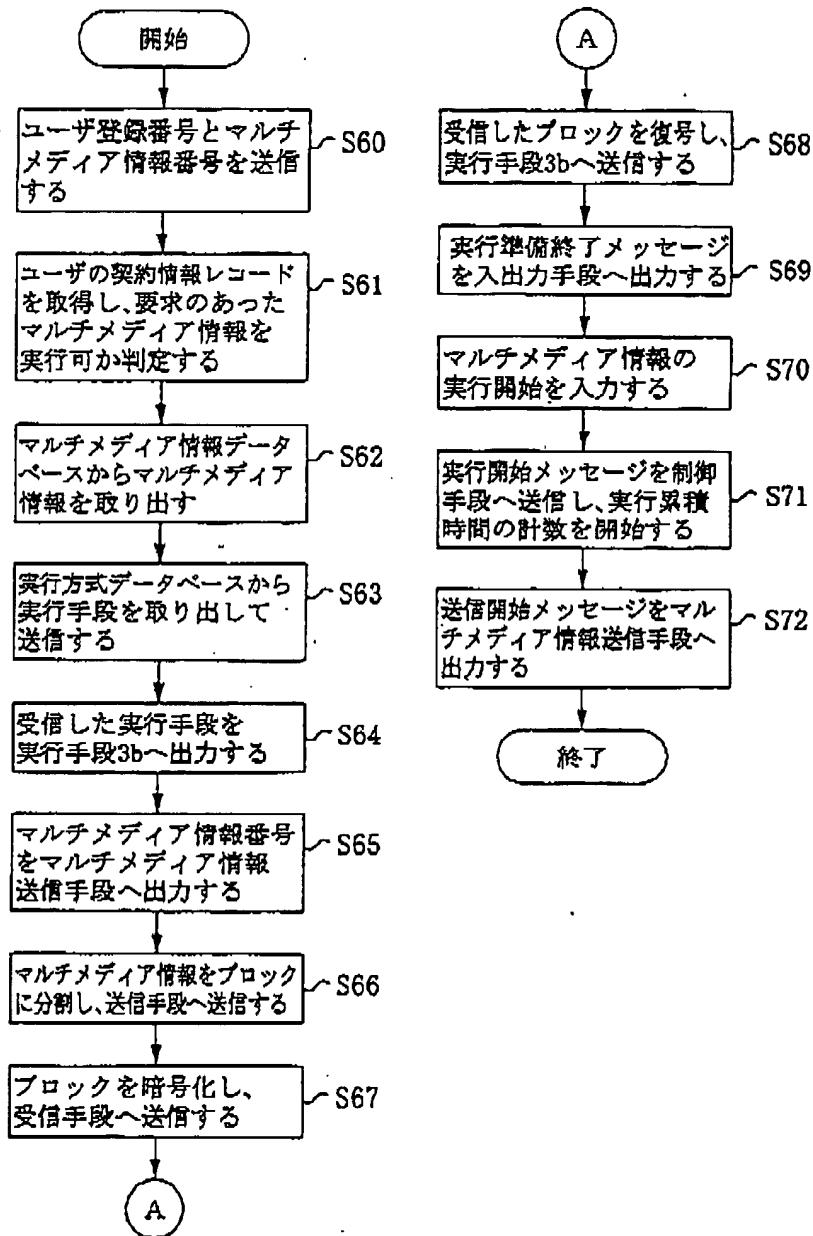 開始
ユーザ登録番号とマルチ
メディア情報番号を送信
する
S60
ユーザの契約情報レコード
を取得し、要求のあった
マルチメディア情報を
実行可か判定する
S61
マルチメディア情報データ
ベースからマルチメディア
情報を取り出す
S62
実行方式データベースから
実行手段を取り出して
送信する
S63
受信した実行手段を
実行手段3bへ出力する
S64
マルチメディア情報番号
をマルチメディア情報
送信手段へ出力する
S65
マルチメディア情報をブロック
に分割し、送信手段へ送信する
S66
ブロックを暗号化し、
受信手段へ送信する
S67
A
A
受信したブロックを復号し、
実行手段3bへ送信する
S68
実行準備終了メッセージ
を入出力手段へ出力する
S69
マルチメディア情報の
実行開始を入力する
S70
実行開始メッセージを制御
手段へ送信し、実行累積
時間の計数を開始する
S71
送信開始メッセージをマル
チメディア情報送信手段へ
出力する
S72
終了